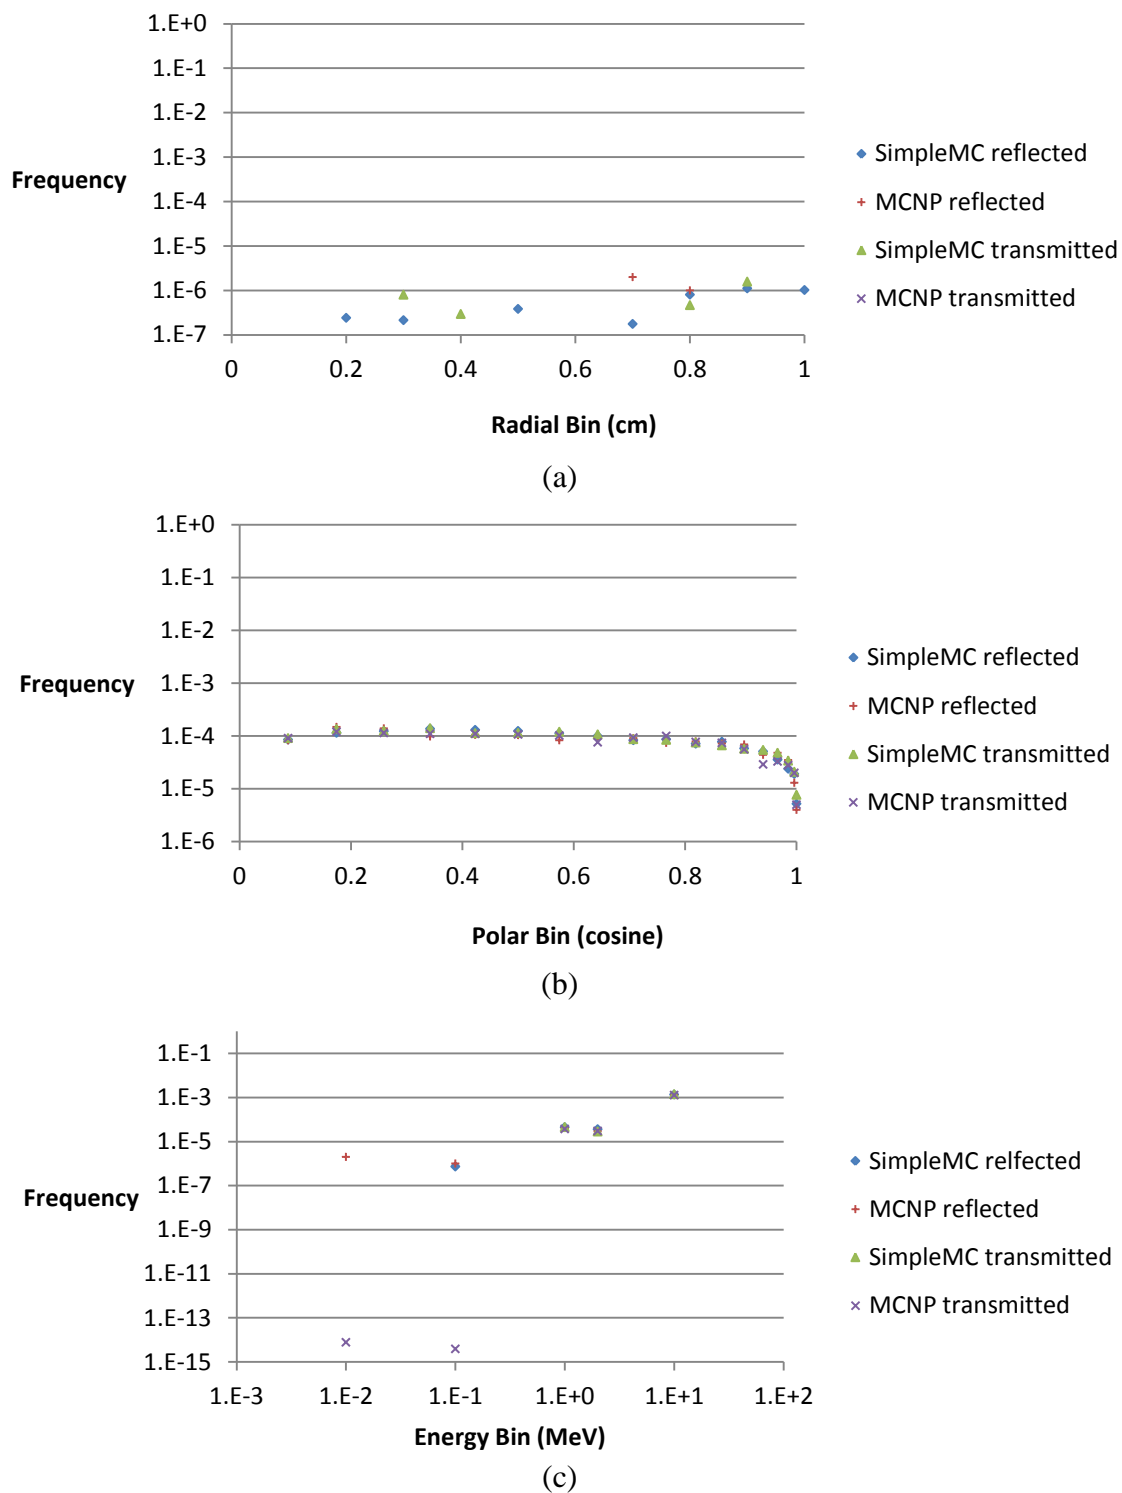 1.E+0
1.E-1
1.E-2
1.E-3
1.E-4
1.E-5
1.E-6
1.E-7
Frequency
0 0.2 0.4 0.6 0.8 1
Radial Bin (cm)
SimpleMC reflected
MCNP reflected
SimpleMC transmitted
MCNP transmitted
(a)
1.E+0
1.E-1
1.E-2
1.E-3
1.E-4
1.E-5
1.E-6
Frequency
0 0.2 0.4 0.6 0.8 1
Polar Bin (cosine)
SimpleMC reflected
MCNP reflected
SimpleMC transmitted
MCNP transmitted
(b)
1.E-1
1.E-3
1.E-5
1.E-7
1.E-9
1.E-11
1.E-13
1.E-15
Frequency
1.E-3 1.E-2 1.E-1 1.E+0 1.E+1 1.E+2
Energy Bin (MeV)
SimpleMC relfected
MCNP reflected
SimpleMC transmitted
MCNP transmitted
(c)